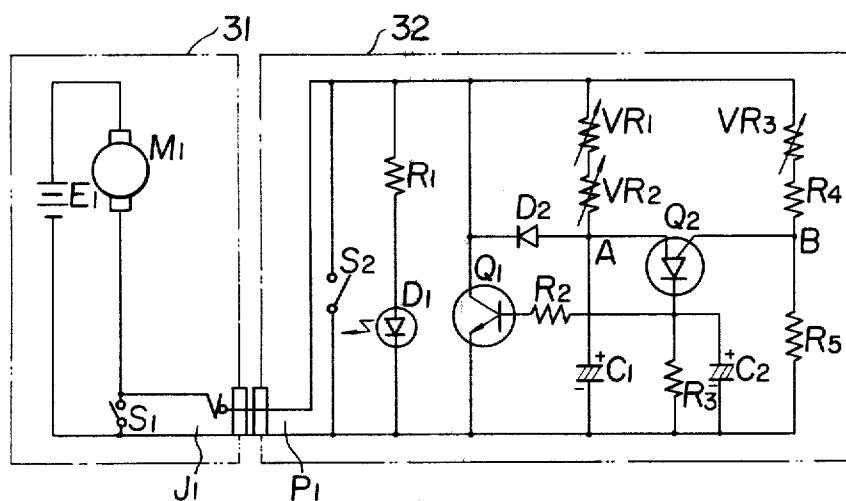 31
32
M1
E1
S1
J1
P1
S2
R1
D1
D2
Q1
R2
VR1
VR2
A
Q2
VR3
R4
B
C1
R3
C2
R5
+
-
+
-